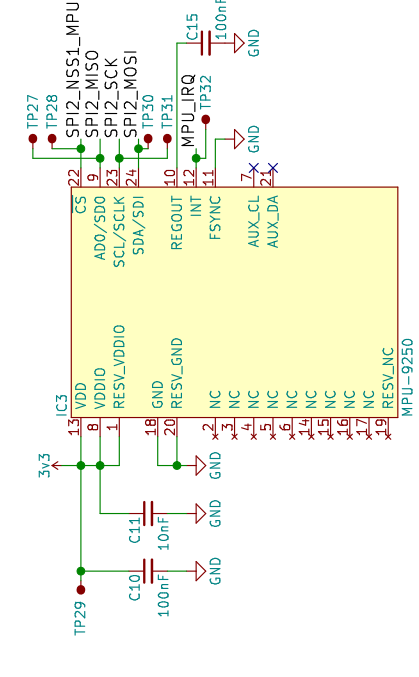 C15
100nF
GND
SPI2_NSS1_MPU
SPI2_MISO
SPI2_SCK
SPI2_MOSI
MPU_IRQ
TP27
TP28
TP30
TP31
TP32
GND
22
9
23
24
10
12
11
7
21
CS
AD0/SDO
SCL/SCLK
SDA/SDI
REGOUT
INT
FSYNC
AUX_CL
AUX_DA
IC3
VDD
VDDIO
RESV_VDDIO
GND
RESV_GND
NC
NC
NC
NC
NC
NC
NC
NC
NC
RESV_NC
MPU-9250
13
8
1
18
20
2
3
4
5
6
14
15
16
17
19
3v3
GND
C11
10nF
GND
C10
100nF
GND
TP29